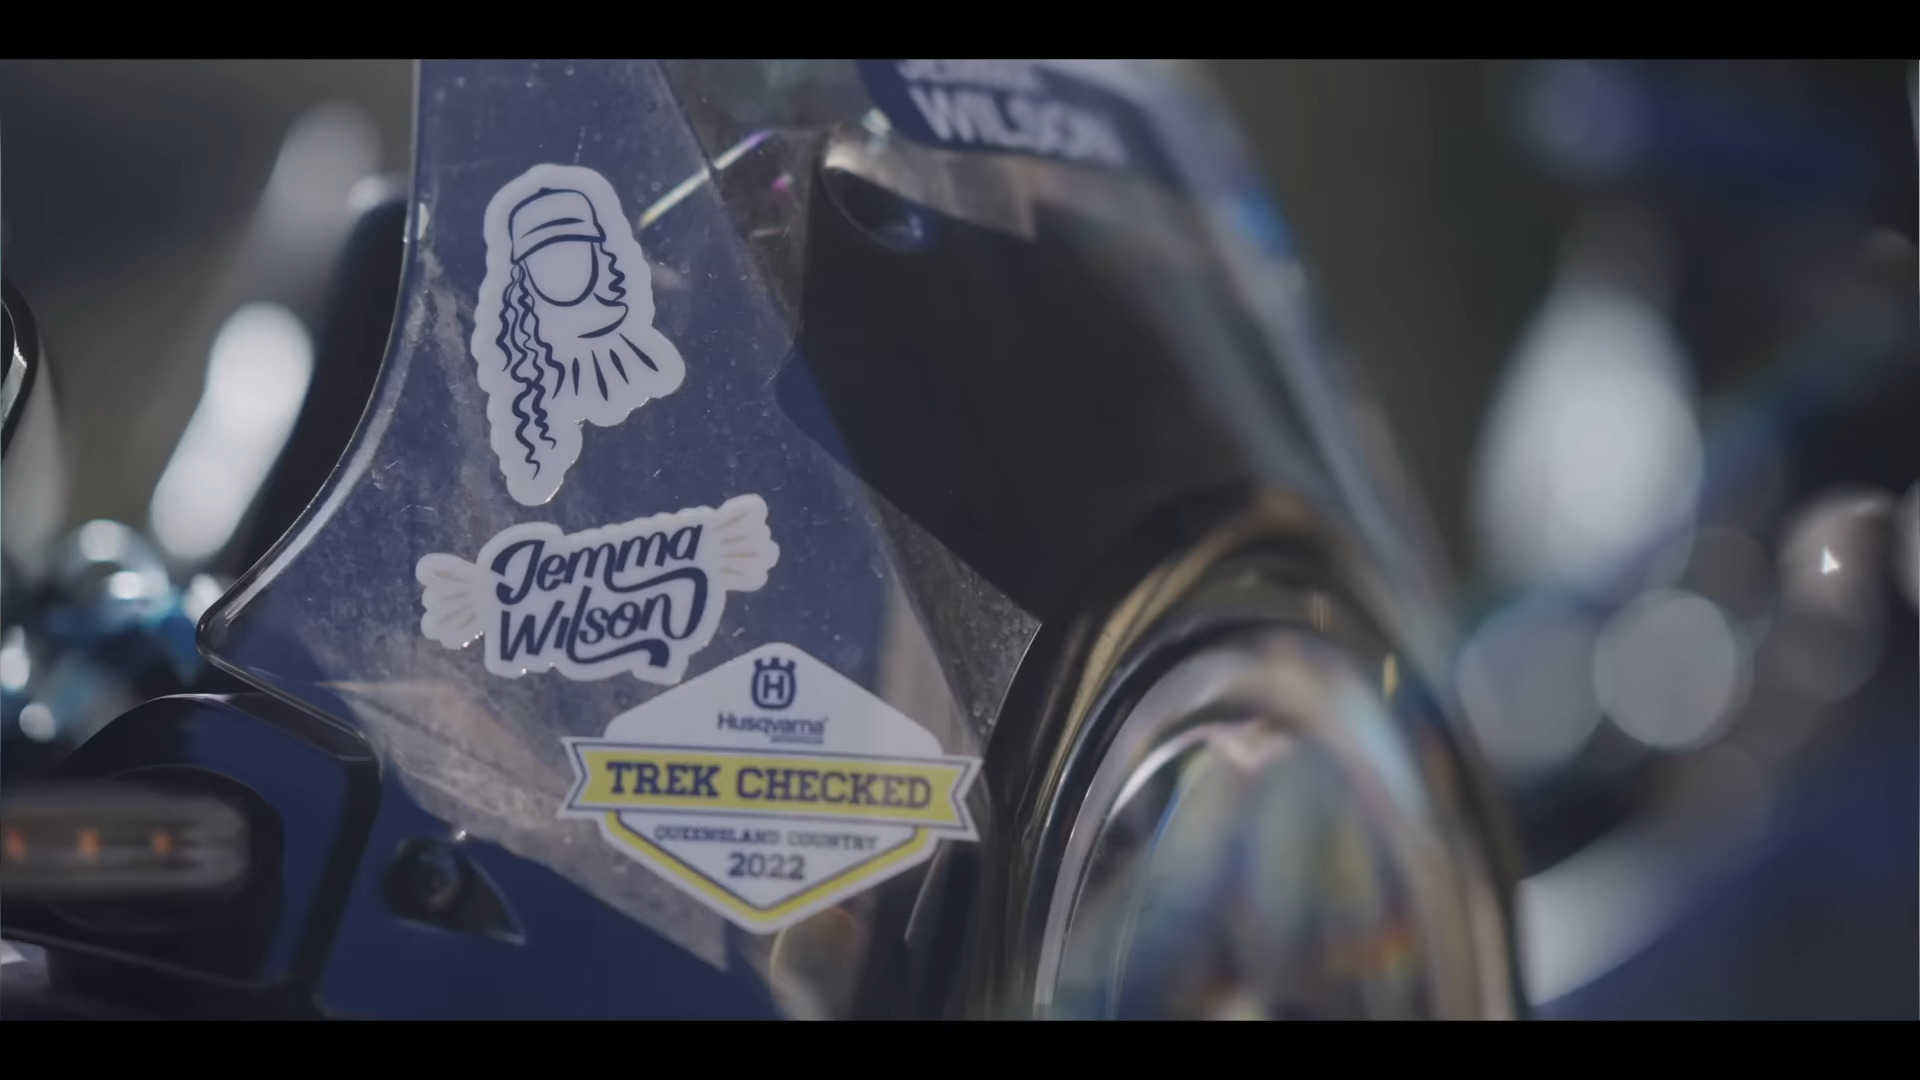 WILSON
Jemma
Wilson
H
Husqvarna
TREK CHECKED
QUEENSLAND COUNTRY
2022